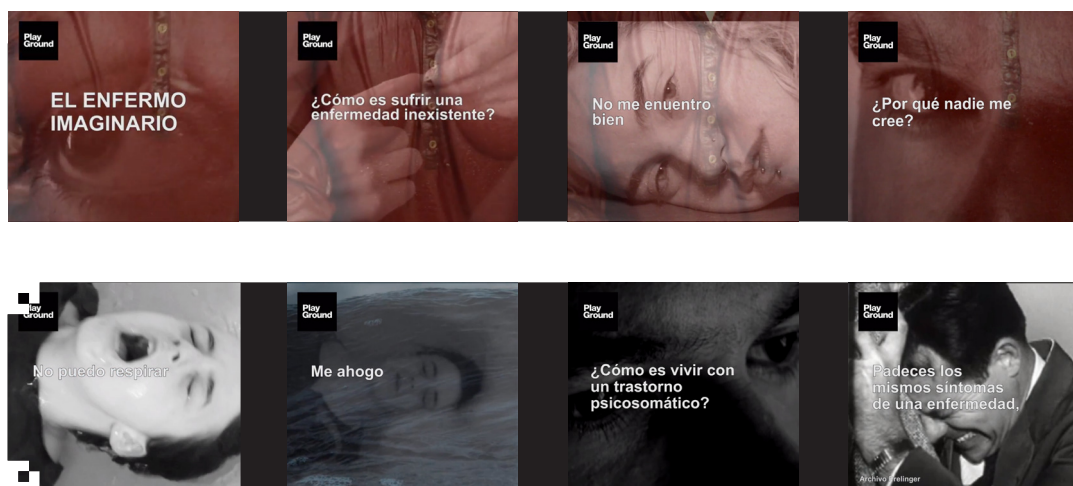 Play
Ground
EL ENFERMO
IMAGINARIO
Play
Ground
¿Cómo es sufrir una
enfermedad inexistente?
Play
Ground
No me enuentro
bien
Play
Ground
¿Por qué nadie me
cree?
Play
Ground
No puedo respirar
Play
Ground
Me ahogo
Play
Ground
¿Cómo es vivir con
un trastorno
psicosomático?
Play
Ground
Padeces los
mismos síntomas
de una enfermedad,
Archivo Prelinger